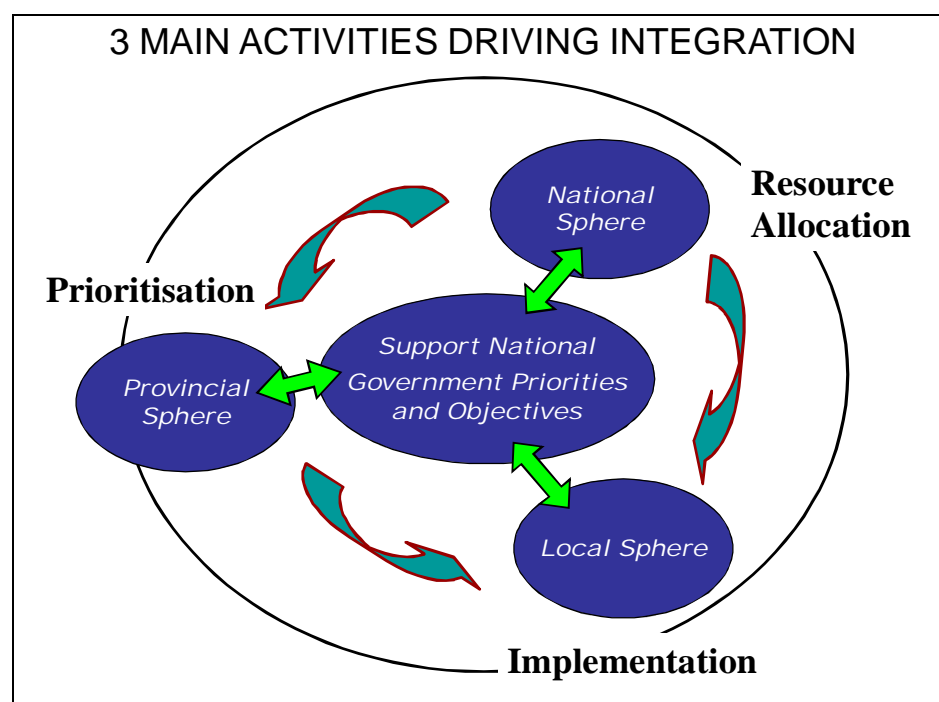 3 MAIN ACTIVITIES DRIVING INTEGRATION
National
Sphere
Resource
Allocation
Prioritisation
Support National
Government Priorities
and Objectives
Provincial
Sphere
Local Sphere
Implementation